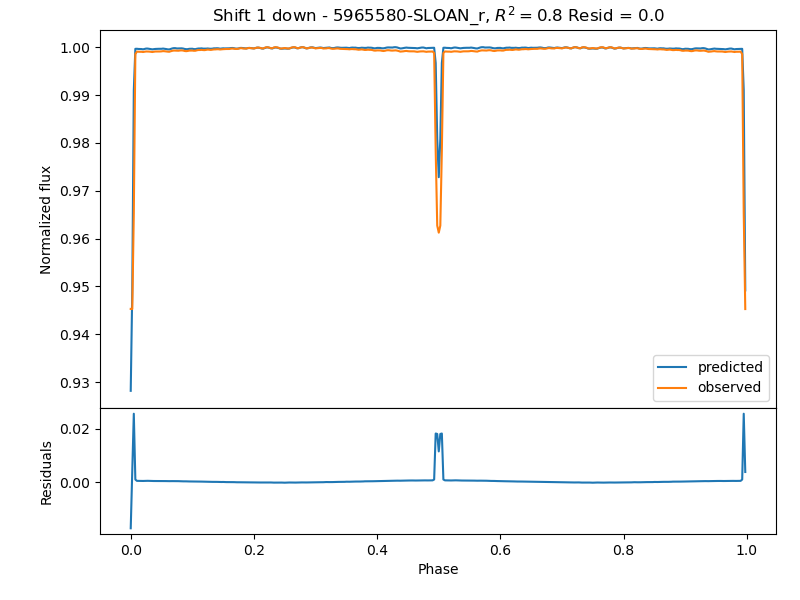 Shift 1 down - 5965580-SLOAN_r, R² = 0.8 Resid = 0.0
1.00
0.99
0.98
0.97
0.96
0.95
0.94
0.93
Normalized flux
predicted
observed
0.02
0.00
Residuals
0.0 0.2 0.4 0.6 0.8 1.0
Phase